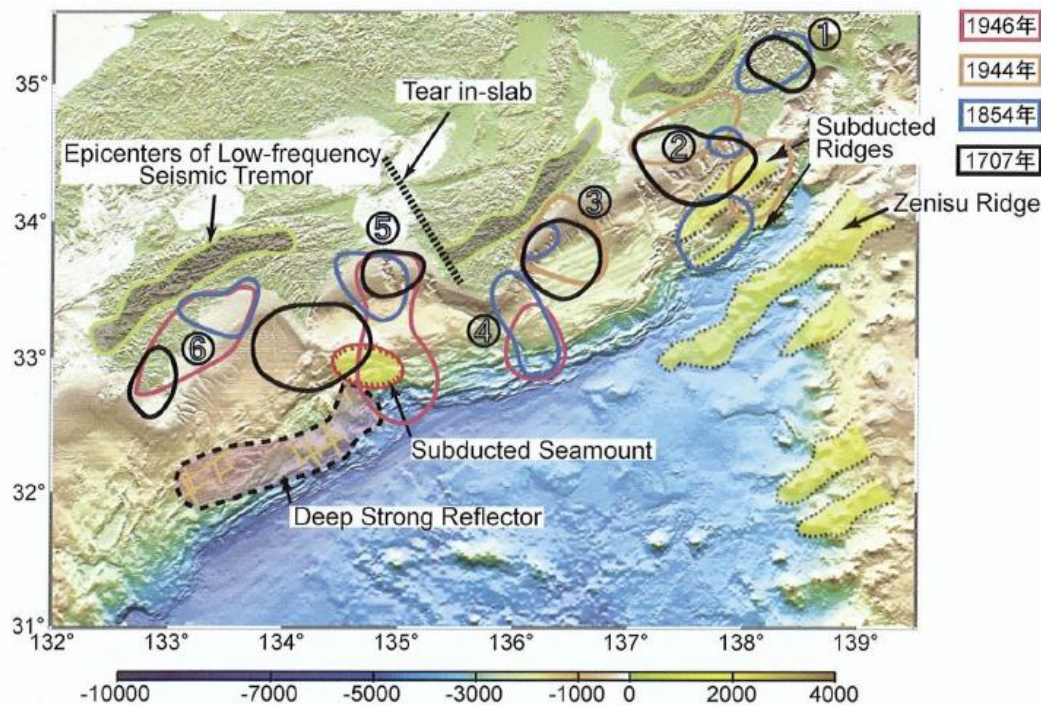 1946年
1944年
1854年
1707年
35°
34°
33°
32°
31°
132°
133°
134°
135°
136°
137°
138°
139°
①
②
③
④
⑤
⑥
Tear in-slab
Epicenters of Low-frequency
Seismic Tremor
Subducted
Ridges
Zenisu Ridge
Subducted Seamount
Deep Strong Reflector
-10000
-7000
-5000
-3000
-1000
0
2000
4000